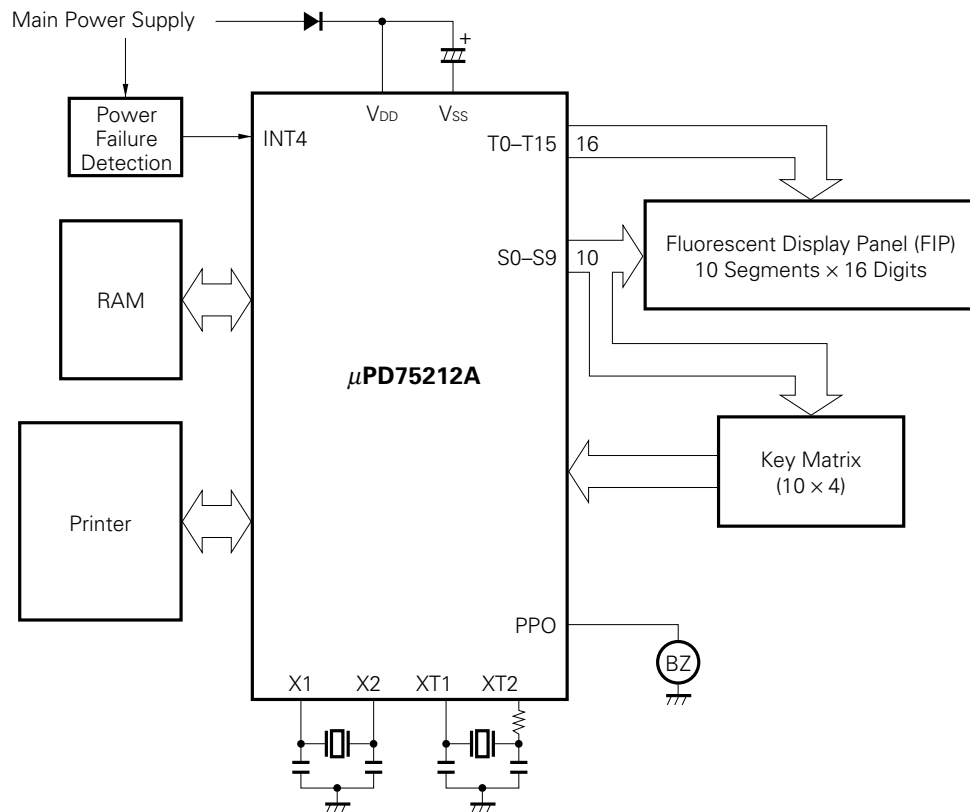 Main Power Supply
+
Power
Failure
Detection
INT4
VDD
VSS
T0–T15
16
Fluorescent Display Panel (FIP)
10 Segments × 16 Digits
S0–S9
10
RAM
μPD75212A
Key Matrix
(10 × 4)
Printer
PPO
BZ
X1
X2
XT1
XT2